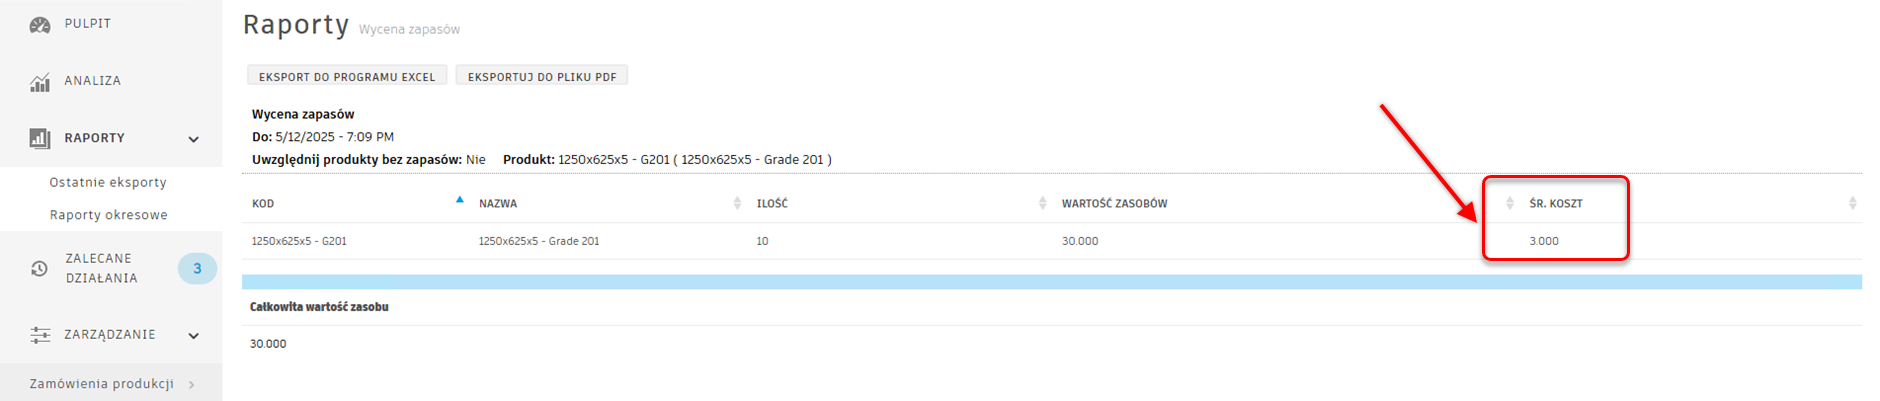 PULPIT
ANALIZA
RAPORTY
Ostatnie eksporty
Raporty okresowe
ZALECANE
DZIAŁANIA
3
ZARZĄDZANIE
Zamówienia produkcji
Raporty Wycena zapasów
EKSPORT DO PROGRAMU EXCEL EKSPORTUJ DO PLIKU PDF
Wycena zapasów
Do: 5/12/2025 - 7:09 PM
Uwzględnij produkty bez zapasów: Nie Produkt: 1250x625x5 - G201 ( 1250x625x5 - Grade 201 )
KOD NAZWA ILOŚĆ WARTOŚĆ ZASOBÓW ŚR. KOSZT
1250x625x5 - G201 1250x625x5 - Grade 201 10 30.000 3.000
Całkowita wartość zasobu
30.000